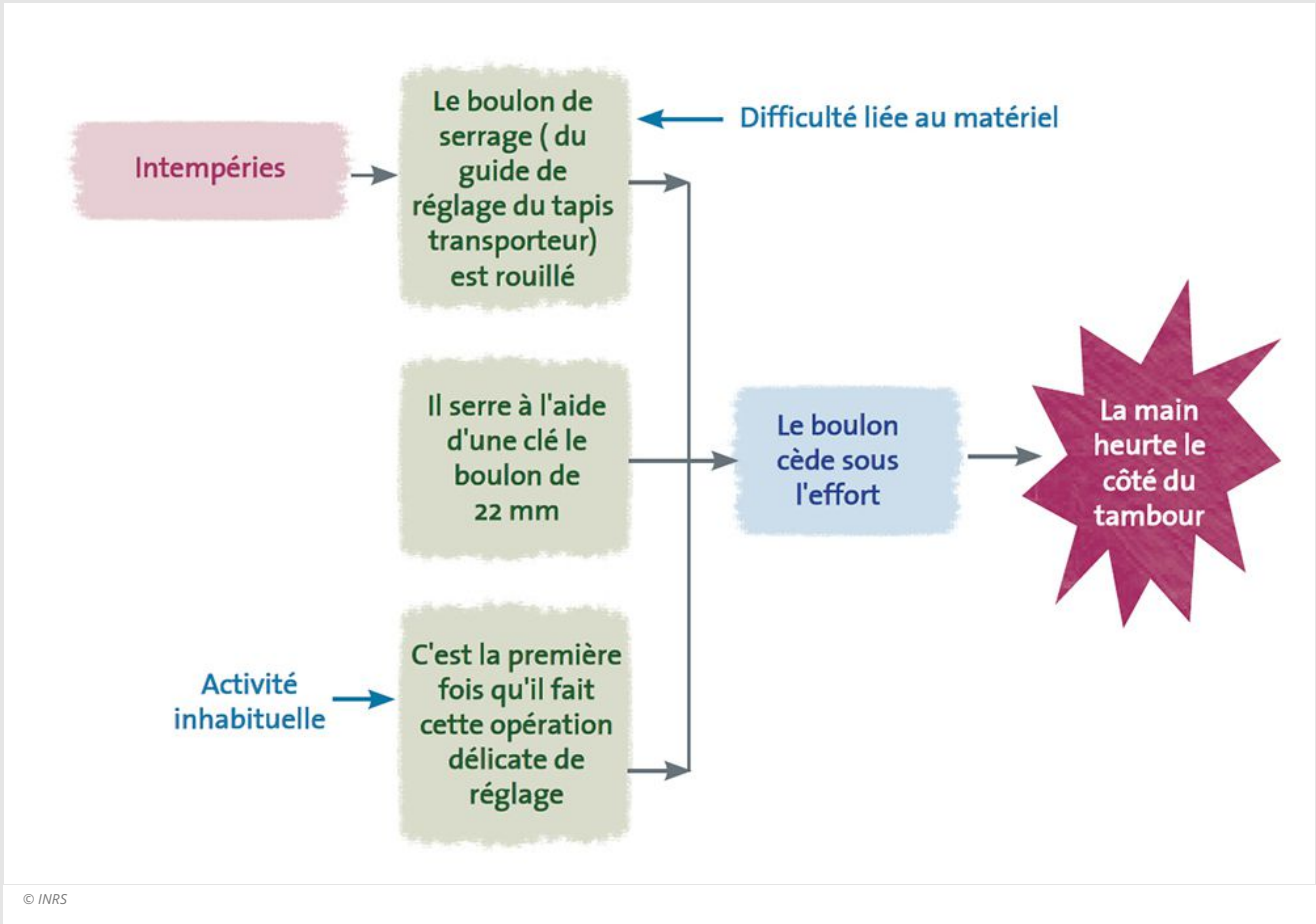 Le boulon de
serrage ( du
guide de
réglage du tapis
transporteur)
est rouillé
Difficulté liée au matériel
Intempéries
Il serre à l'aide
d'une clé le
boulon de
22 mm
Le boulon
cède sous
l'effort
La main
heurte le
côté du
tambour
C'est la première
fois qu'il fait
cette opération
délicate de
réglage
Activité
inhabituelle
© INRS